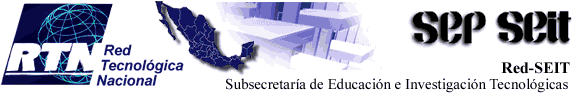 RTN
Red
Tecnológica
Nacional
sep seit
Red-SEIT
Subsecretaría de Educación e Investigación Tecnológicas